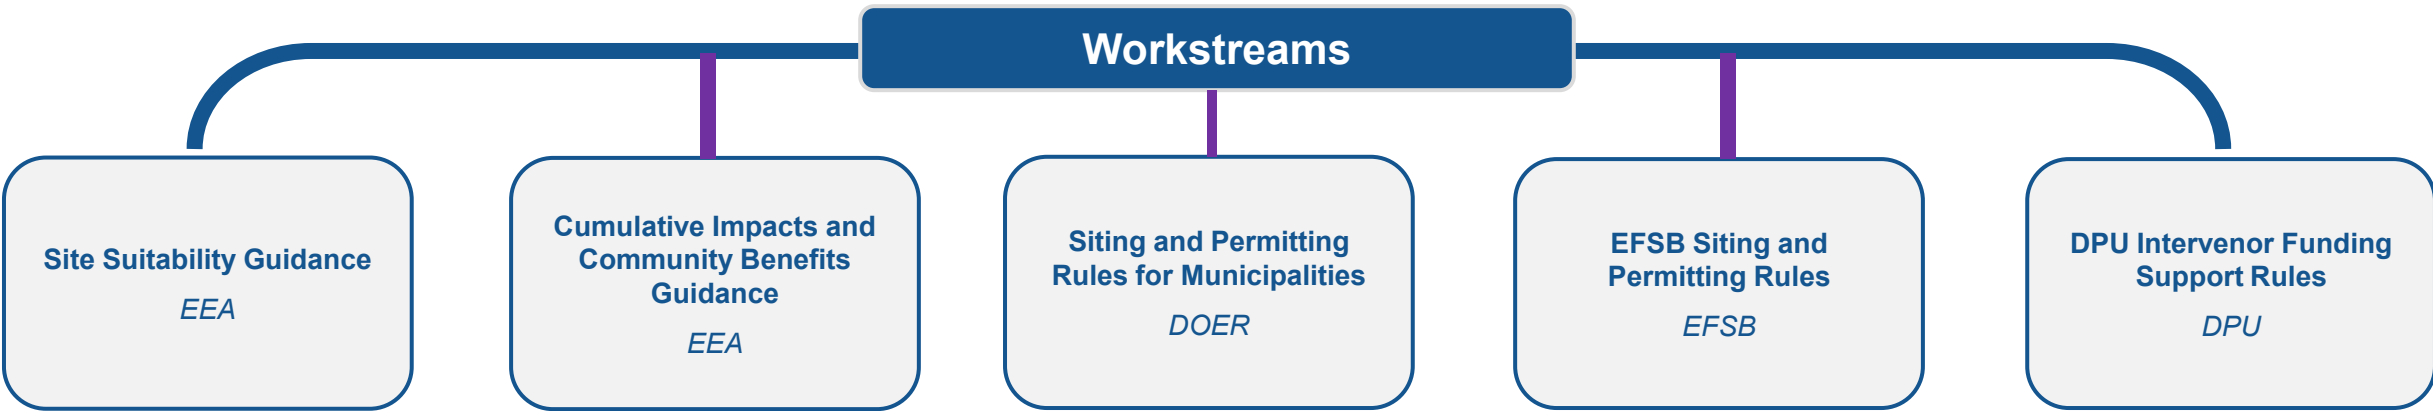 Workstreams
Site Suitability Guidance
EEA
Cumulative Impacts and
Community Benefits
Guidance
EEA
Siting and Permitting
Rules for Municipalities
DOER
EFSB Siting and
Permitting Rules
EFSB
DPU Intervenor Funding
Support Rules
DPU